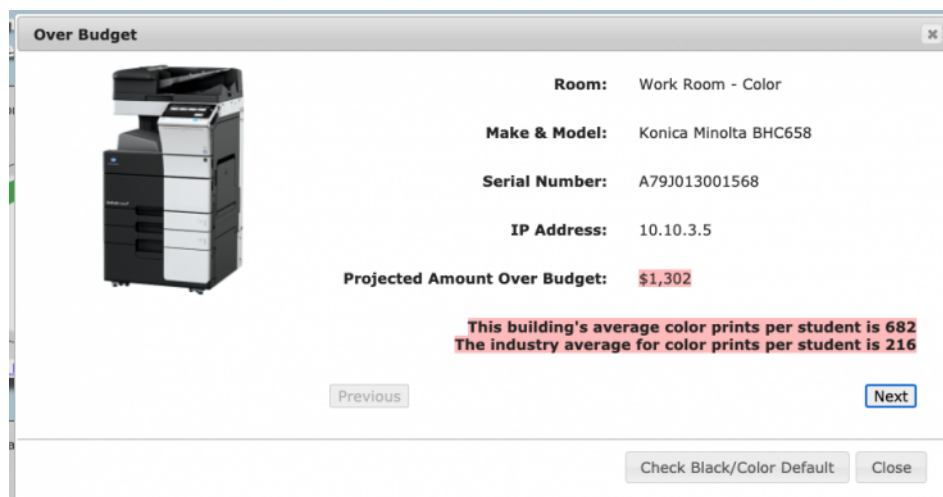 Over Budget
Room: Work Room - Color
Make & Model: Konica Minolta BHC658
Serial Number: A79J013001568
IP Address: 10.10.3.5
Projected Amount Over Budget: $1,302
This building's average color prints per student is 682
The industry average for color prints per student is 216
Previous
Next
Check Black/Color Default
Close